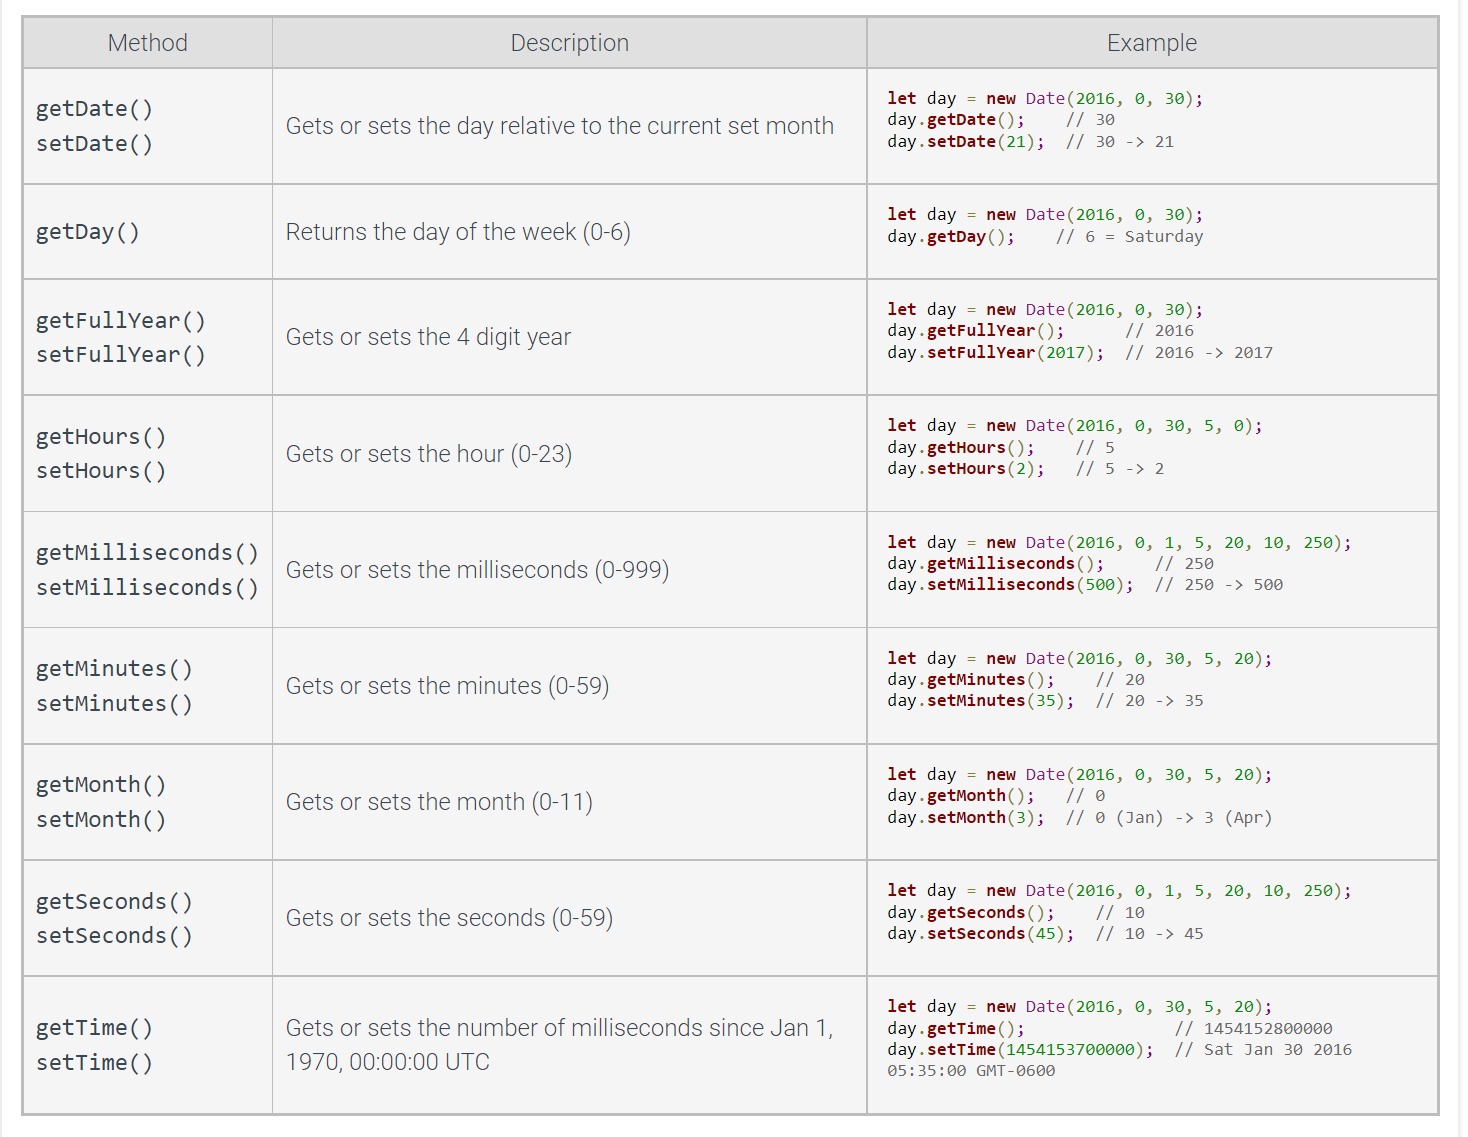 Method Description Example
getDate()
setDate()
Gets or sets the day relative to the current set month
let day = new Date(2016, 0, 30);
day.getDate();    // 30
day.setDate(21);  // 30 -> 21
getDay()
Returns the day of the week (0-6)
let day = new Date(2016, 0, 30);
day.getDay();    // 6 = Saturday
getFullYear()
setFullYear()
Gets or sets the 4 digit year
let day = new Date(2016, 0, 30);
day.getFullYear();      // 2016
day.setFullYear(2017);  // 2016 -> 2017
getHours()
setHours()
Gets or sets the hour (0-23)
let day = new Date(2016, 0, 30, 5, 0);
day.getHours();    // 5
day.setHours(2);   // 5 -> 2
getMilliseconds()
setMilliseconds()
Gets or sets the milliseconds (0-999)
let day = new Date(2016, 0, 1, 5, 20, 10, 250);
day.getMilliseconds();     // 250
day.setMilliseconds(500);  // 250 -> 500
getMinutes()
setMinutes()
Gets or sets the minutes (0-59)
let day = new Date(2016, 0, 30, 5, 20);
day.getMinutes();    // 20
day.setMinutes(35);  // 20 -> 35
getMonth()
setMonth()
Gets or sets the month (0-11)
let day = new Date(2016, 0, 30, 5, 20);
day.getMonth();   // 0
day.setMonth(3);  // 0 (Jan) -> 3 (Apr)
getSeconds()
setSeconds()
Gets or sets the seconds (0-59)
let day = new Date(2016, 0, 1, 5, 20, 10, 250);
day.getSeconds();    // 10
day.setSeconds(45);  // 10 -> 45
getTime()
setTime()
Gets or sets the number of milliseconds since Jan 1,
1970, 00:00:00 UTC
let day = new Date(2016, 0, 30, 5, 20);
day.getTime();               // 1454152800000
day.setTime(1454153700000);  // Sat Jan 30 2016
05:35:00 GMT-0600